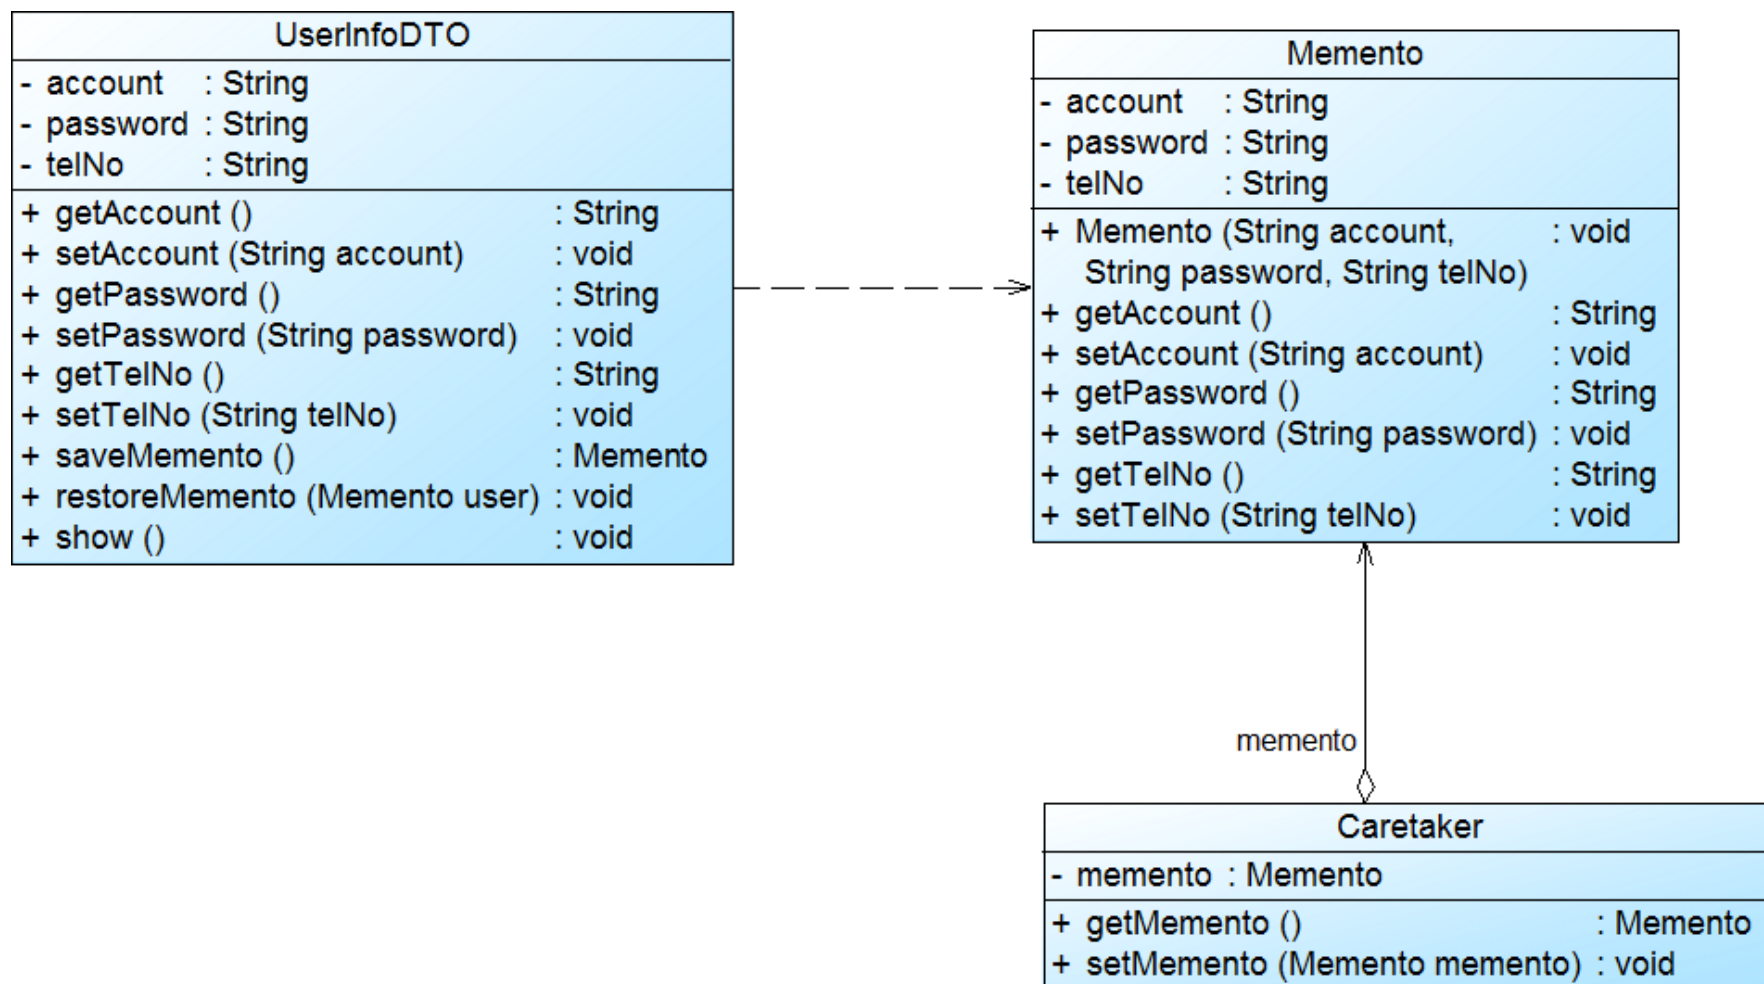 UserInfoDTO
- account : String
- password : String
- telNo : String
+ getAccount () : String
+ setAccount (String account) : void
+ getPassword () : String
+ setPassword (String password) : void
+ getTelNo () : String
+ setTelNo (String telNo) : void
+ saveMemento () : Memento
+ restoreMemento (Memento user) : void
+ show () : void
Memento
- account : String
- password : String
- telNo : String
+ Memento (String account, : void
String password, String telNo)
+ getAccount () : String
+ setAccount (String account) : void
+ getPassword () : String
+ setPassword (String password) : void
+ getTelNo () : String
+ setTelNo (String telNo) : void
memento
Caretaker
- memento : Memento
+ getMemento () : Memento
+ setMemento (Memento memento) : void